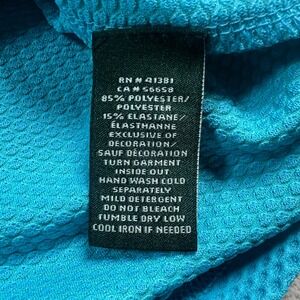 RN # 41381
CA # 56658
85% POLYESTER/
POLYESTER
15% ELASTANE/
ÉLASTHANNE
EXCLUSIVE OF
DECORATION/
SAUF DÉCORATION
TURN GARMENT
INSIDE OUT
HAND WASH COLD
SEPARATELY
MILD DETERGENT
DO NOT BLEACH
TUMBLE DRY LOW
COOL IRON IF NEEDED